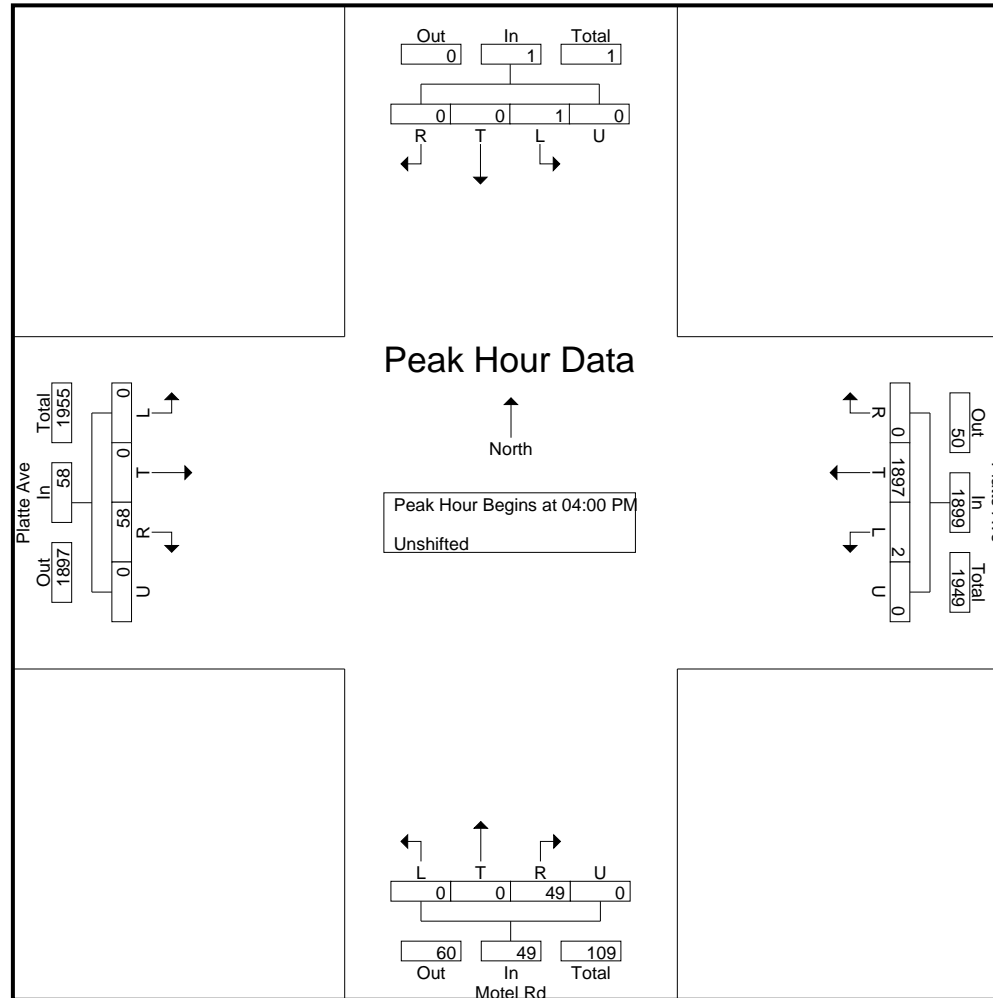 Out In Total
0 1 1
0 0 1 0
R T L U
Peak Hour Data
North
Peak Hour Begins at 04:00 PM
Unshifted
Platte Ave
Total In Out
1955 58 1897
0 0 58 0
L T R U
R T L U
0 1897 2 0
Out In Total
50 1899 1949
L T R U
0 0 49 0
60 49 109
Out In Total
Motel Rd